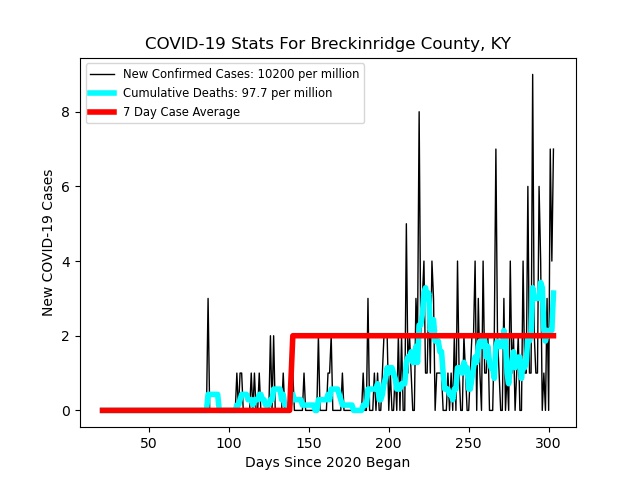 COVID-19 Stats For Breckinridge County, KY
New Confirmed Cases: 10200 per million
Cumulative Deaths: 97.7 per million
7 Day Case Average
New COVID-19 Cases
8
6
4
2
0
50 100 150 200 250 300
Days Since 2020 Began